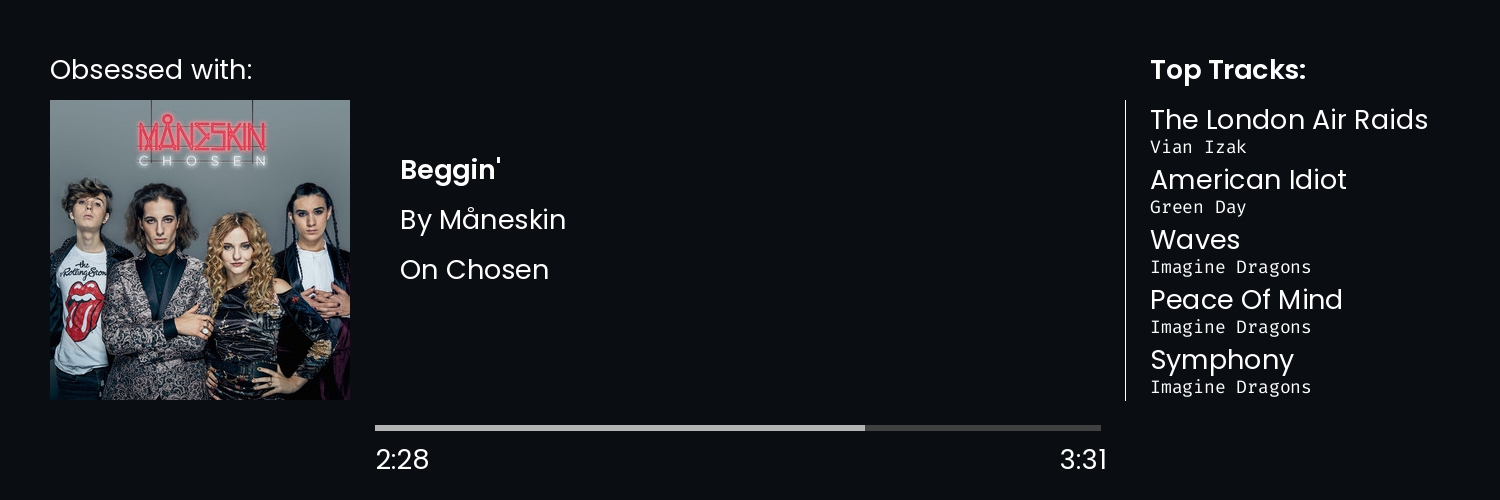 Obsessed with:
MÅNESKIN
CHOSEN
the
Rolling Stones
Beggin'
By Måneskin
On Chosen
2:28
3:31
Top Tracks:
The London Air Raids
Vian Izak
American Idiot
Green Day
Waves
Imagine Dragons
Peace Of Mind
Imagine Dragons
Symphony
Imagine Dragons